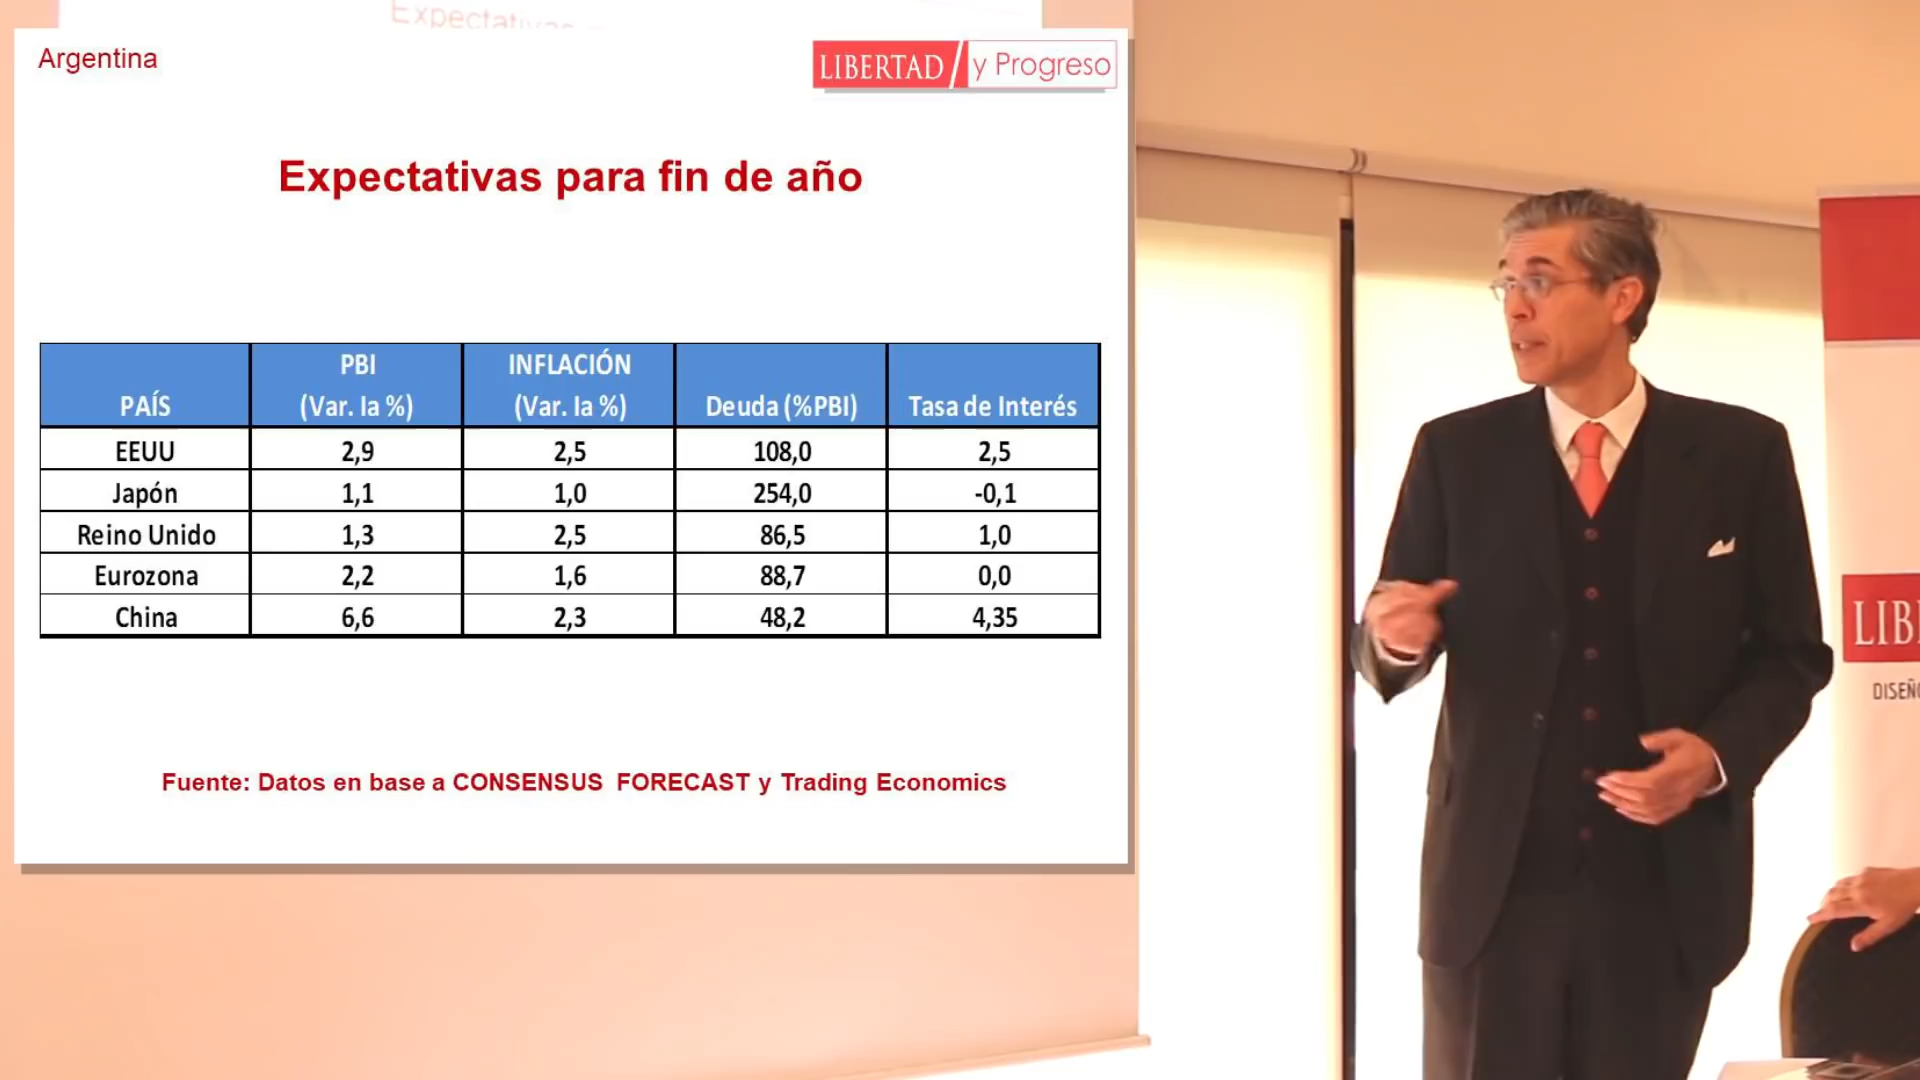 Expectativas
Argentina
LIBERTAD y Progreso
Expectativas para fin de año
PAÍS PBI (Var. Ia %) INFLACIÓN (Var. Ia %) Deuda (%PBI) Tasa de Interés
EEUU 2,9 2,5 108,0 2,5
Japón 1,1 1,0 254,0 -0,1
Reino Unido 1,3 2,5 86,5 1,0
Eurozona 2,2 1,6 88,7 0,0
China 6,6 2,3 48,2 4,35
Fuente: Datos en base a CONSENSUS FORECAST y Trading Economics
LIB
DISEÑ